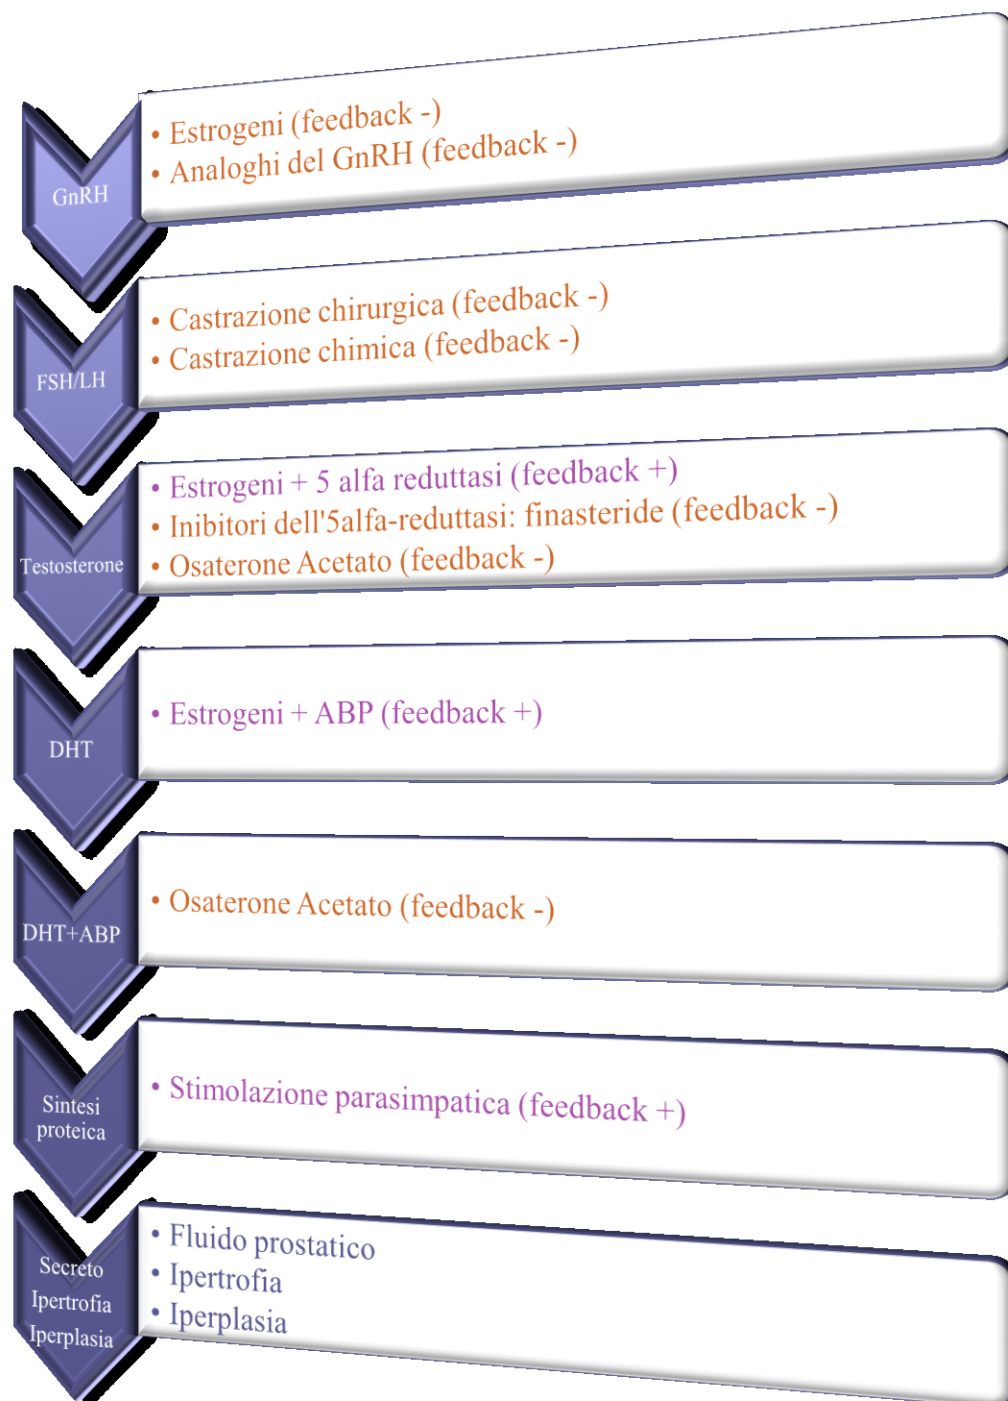 GnRH
• Estrogeni (feedback -)
• Analoghi del GnRH (feedback -)
FSH/LH
• Castrazione chirurgica (feedback -)
• Castrazione chimica (feedback -)
Testosterone
• Estrogeni + 5 alfa reduttasi (feedback +)
• Inibitori dell'5alfa-reduttasi: finasteride (feedback -)
• Osaterone Acetato (feedback -)
DHT
• Estrogeni + ABP (feedback +)
DHT+ABP
• Osaterone Acetato (feedback -)
Sintesi
proteica
• Stimolazione parasimpatica (feedback +)
Secreto
Ipertrofia
Iperplasia
• Fluido prostatico
• Ipertrofia
• Iperplasia